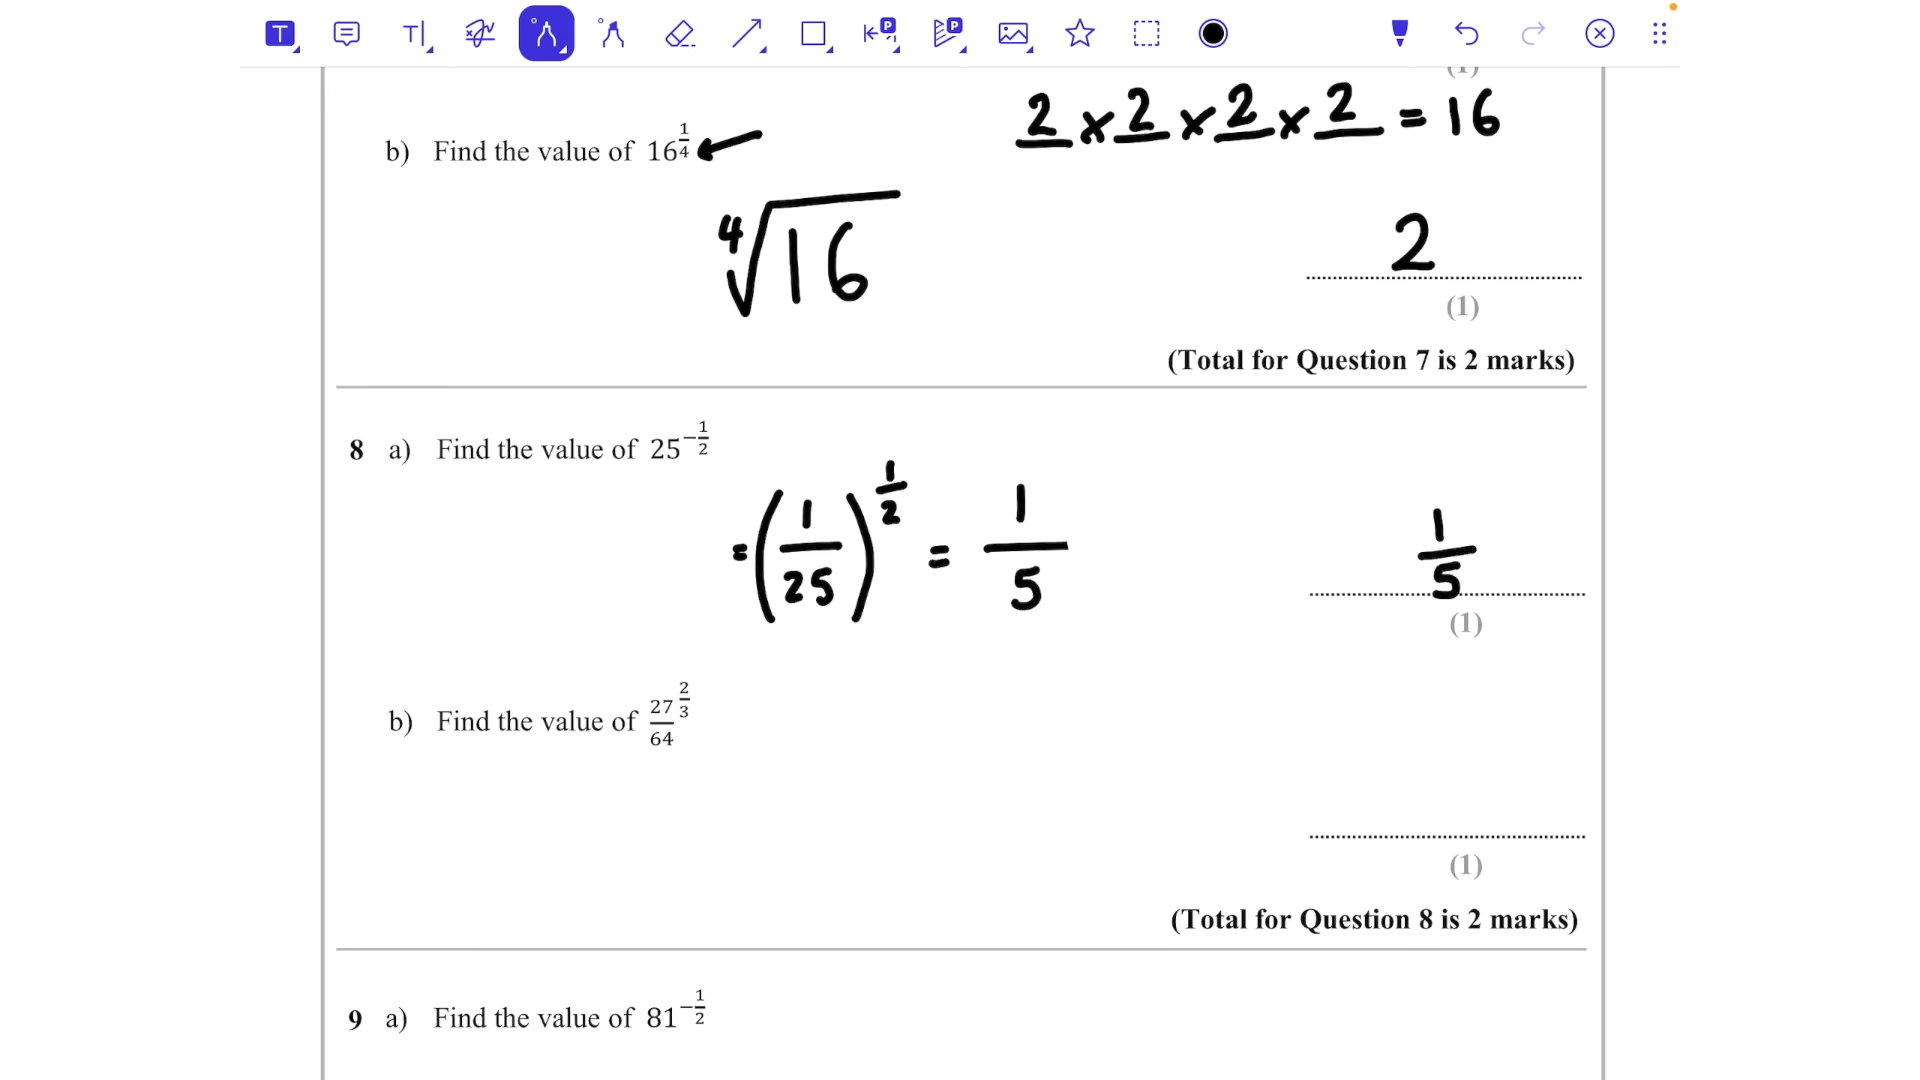 (1)
2 × 2 × 2 × 2 = 16
b) Find the value of 16^{1/4}
∜16
2
(1)
(Total for Question 7 is 2 marks)
8 a) Find the value of 25^{-1/2}
= (1/25)^{1/2} = 1/5
1/5
(1)
b) Find the value of 27/64^{2/3}
(1)
(Total for Question 8 is 2 marks)
9 a) Find the value of 81^{-1/2}